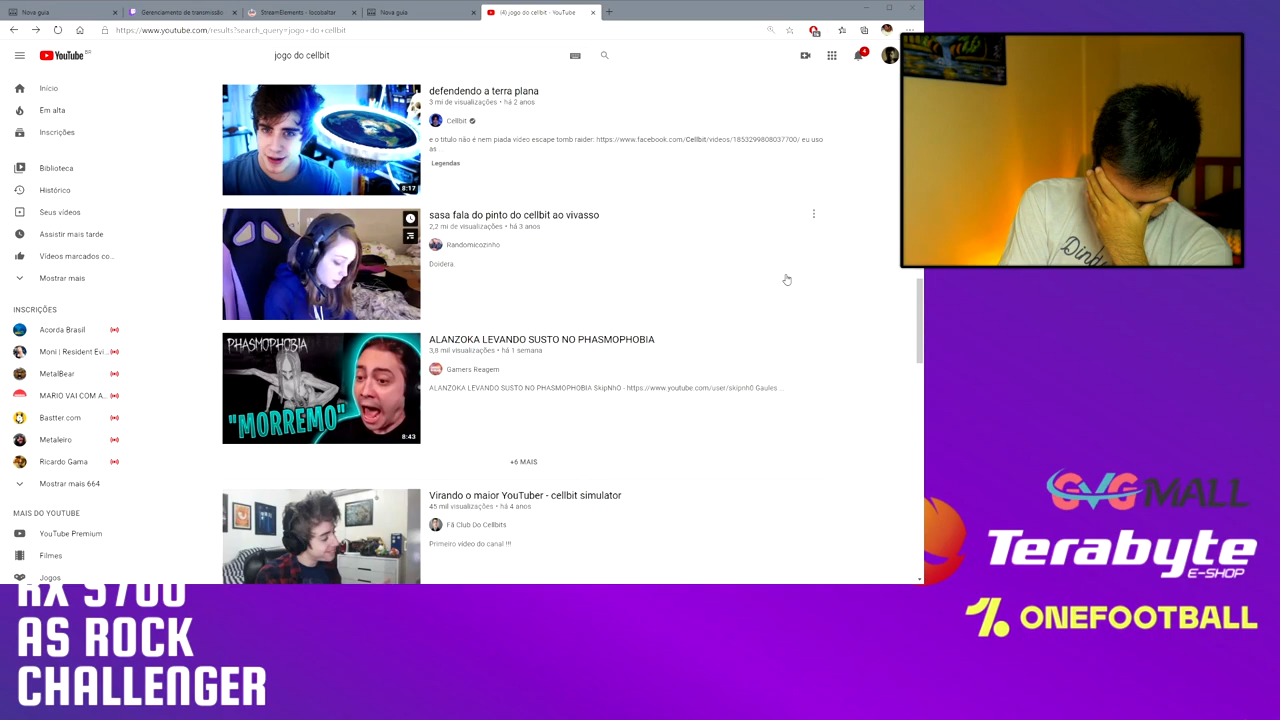 Nova guia
Gerenciamento de transmissão
StreamElements - locobaltar
Nova guia
(4) jogo do cellbit - YouTube
https://www.youtube.com/results?search_query=jogo+do+cellbit
YouTube BR
jogo do cellbit
4
Início
Em alta
Inscrições
Biblioteca
Histórico
Seus vídeos
Assistir mais tarde
Vídeos marcados co...
Mostrar mais
INSCRIÇÕES
Acorda Brasil
Moni | Resident Evi...
MetalBear
MARIO VAI COM A...
Bastter.com
Metaleiro
Ricardo Gama
Mostrar mais 664
MAIS DO YOUTUBE
YouTube Premium
Filmes
Jogos
8:17
defendendo a terra plana
3 mi de visualizações • há 2 anos
Cellbit
e o titulo não é nem piada vídeo escape tomb raider: https://www.facebook.com/Cellbit/videos/1853299808037700/ eu uso
as ...
Legendas
sasa fala do pinto do cellbit ao vivasso
2,2 mi de visualizações • há 3 anos
Randomicozinho
Doidera.
PHASMOPHOBIA
"MORREMO"
8:43
ALANZOKA LEVANDO SUSTO NO PHASMOPHOBIA
3,8 mil visualizações • há 1 semana
Gamers Reagem
ALANZOKA LEVANDO SUSTO NO PHASMOPHOBIA SkipNhO - https://www.youtube.com/user/skipnh0 Gaules ...
+6 MAIS
Virando o maior YouTuber - cellbit simulator
45 mil visualizações • há 4 anos
Fã Club Do Cellbits
Primeiro vídeo do canal !!!
GVGMALL
Terabyte
E-SHOP
ONEFOOTBALL
RX 5700
AS ROCK
CHALLENGER